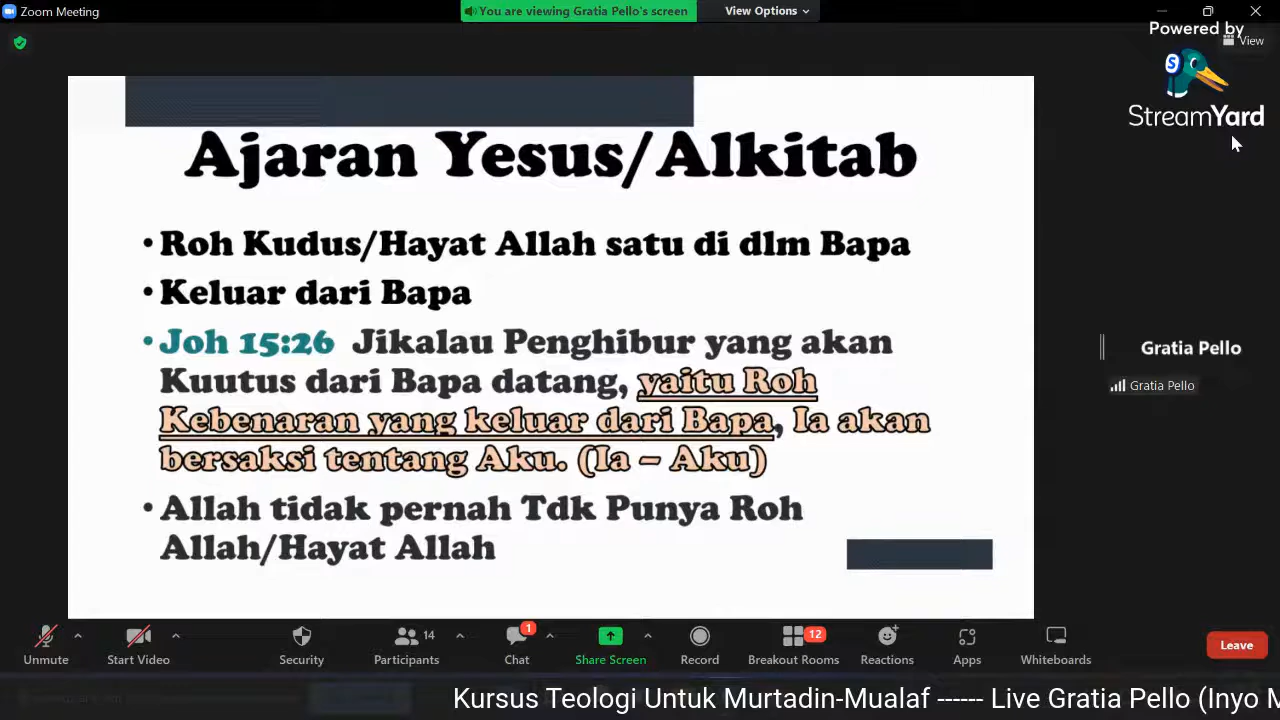 Zoom Meeting
You are viewing Gratia Pello's screen
View Options
Powered by
View
StreamYard
Ajaran Yesus/Alkitab
• Roh Kudus/Hayat Allah satu di dlm Bapa
• Keluar dari Bapa
• Joh 15:26 Jikalau Penghibur yang akan
Kuutus dari Bapa datang, yaitu Roh
Kebenaran yang keluar dari Bapa, Ia akan
bersaksi tentang Aku. (Ia – Aku)
• Allah tidak pernah Tdk Punya Roh
Allah/Hayat Allah
Gratia Pello
Gratia Pello
14
1
12
Unmute
Start Video
Security
Participants
Chat
Share Screen
Record
Breakout Rooms
Reactions
Apps
Whiteboards
Leave
Kursus Teologi Untuk Murtadin-Mualaf ------ Live Gratia Pello (Inyo M